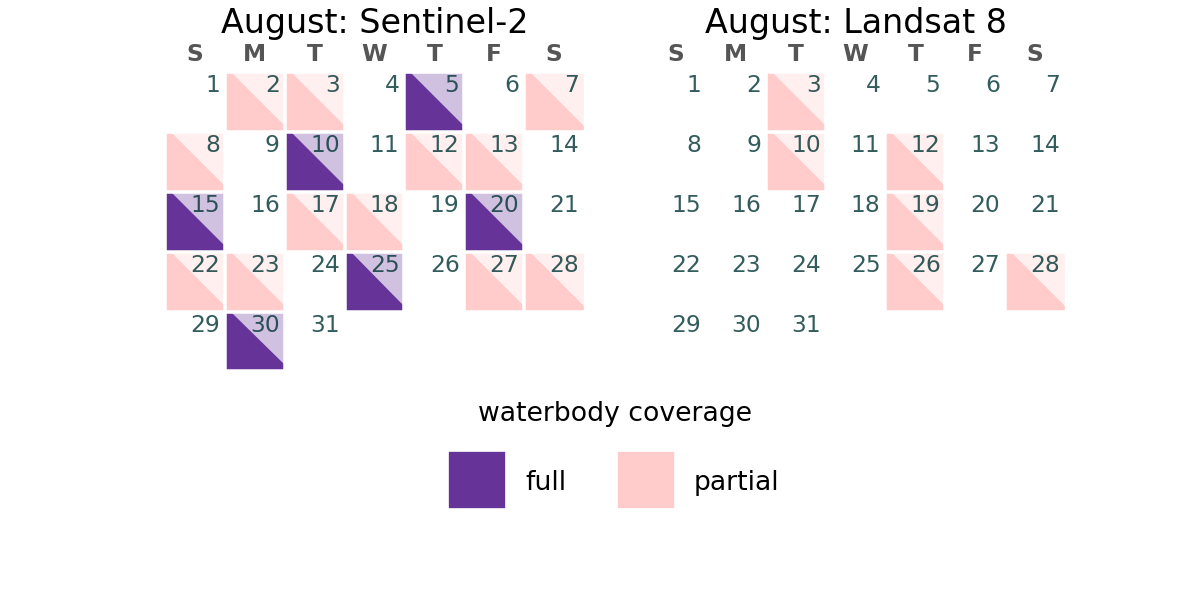 August: Sentinel-2
S M T W T F S
1 2 3 4 5 6 7
8 9 10 11 12 13 14
15 16 17 18 19 20 21
22 23 24 25 26 27 28
29 30 31
August: Landsat 8
S M T W T F S
1 2 3 4 5 6 7
8 9 10 11 12 13 14
15 16 17 18 19 20 21
22 23 24 25 26 27 28
29 30 31
waterbody coverage
full
partial